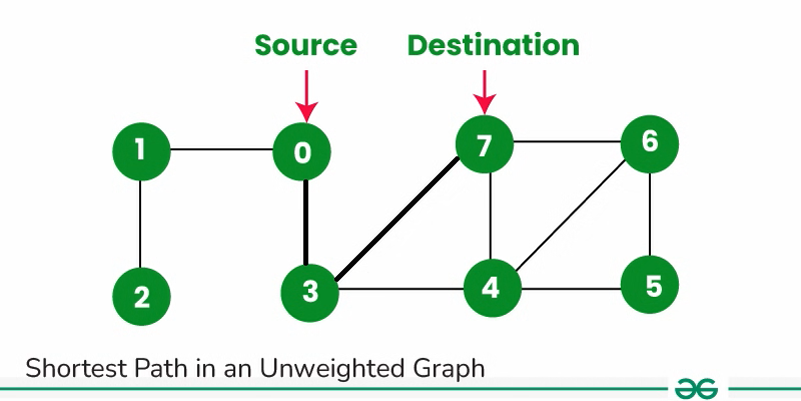 Source Destination
1 0 7 6
2 3 4 5
Shortest Path in an Unweighted Graph